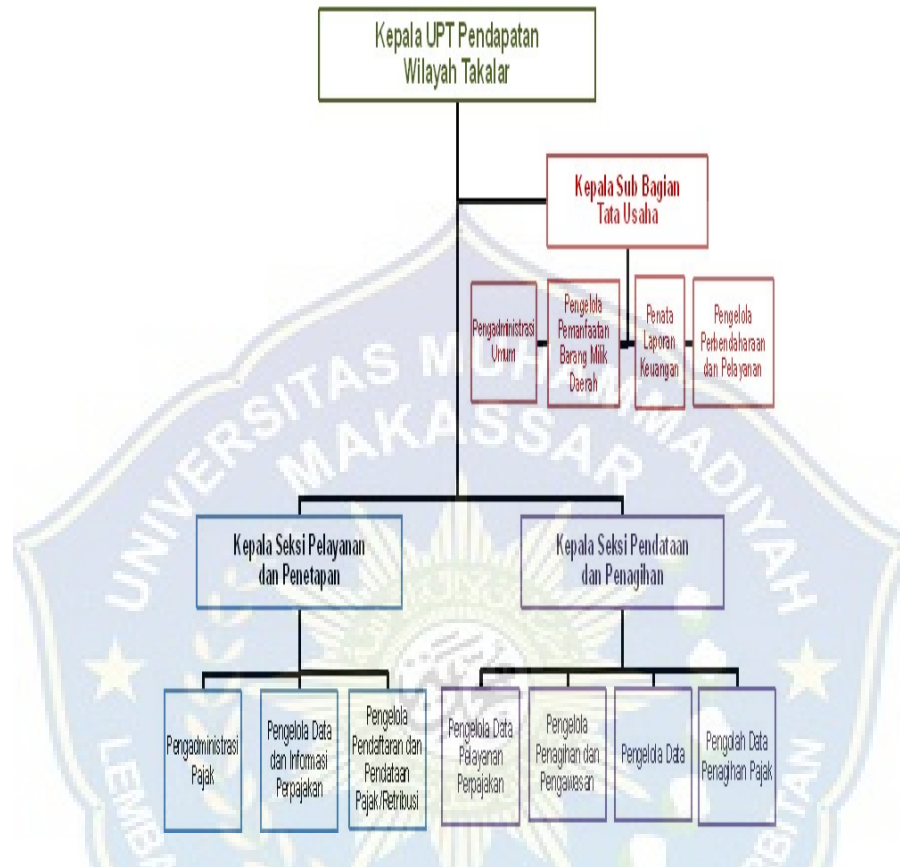 Kepala UPT Pendapatan
Wilayah Takalar
Kepala Sub Bagian
Tata Usaha
Pengadministrasi
Umum
Pengelola
Pemanfaatan
Barang Milik
Daerah
Penata
Laporan
Keuangan
Pengelola
Perbendaharaan
dan Pelayanan
UNIVERSITAS MUHAMMADIYAH
MAKASSAR
Kepala Seksi Pelayanan
dan Penetapan
Kepala Seksi Pendataan
dan Penagihan
Pengadministrasi
Pajak
Pengelola Data
dan Informasi
Perpajakan
Pengelola
Pendaftaran dan
Pendataan
Pajak/Retribusi
Pengelola Data
Pelayanan
Perpajakan
Pengelola
Penagihan dan
Pengawasan
Pengelola Data
Pengolah Data
Penagihan Pajak